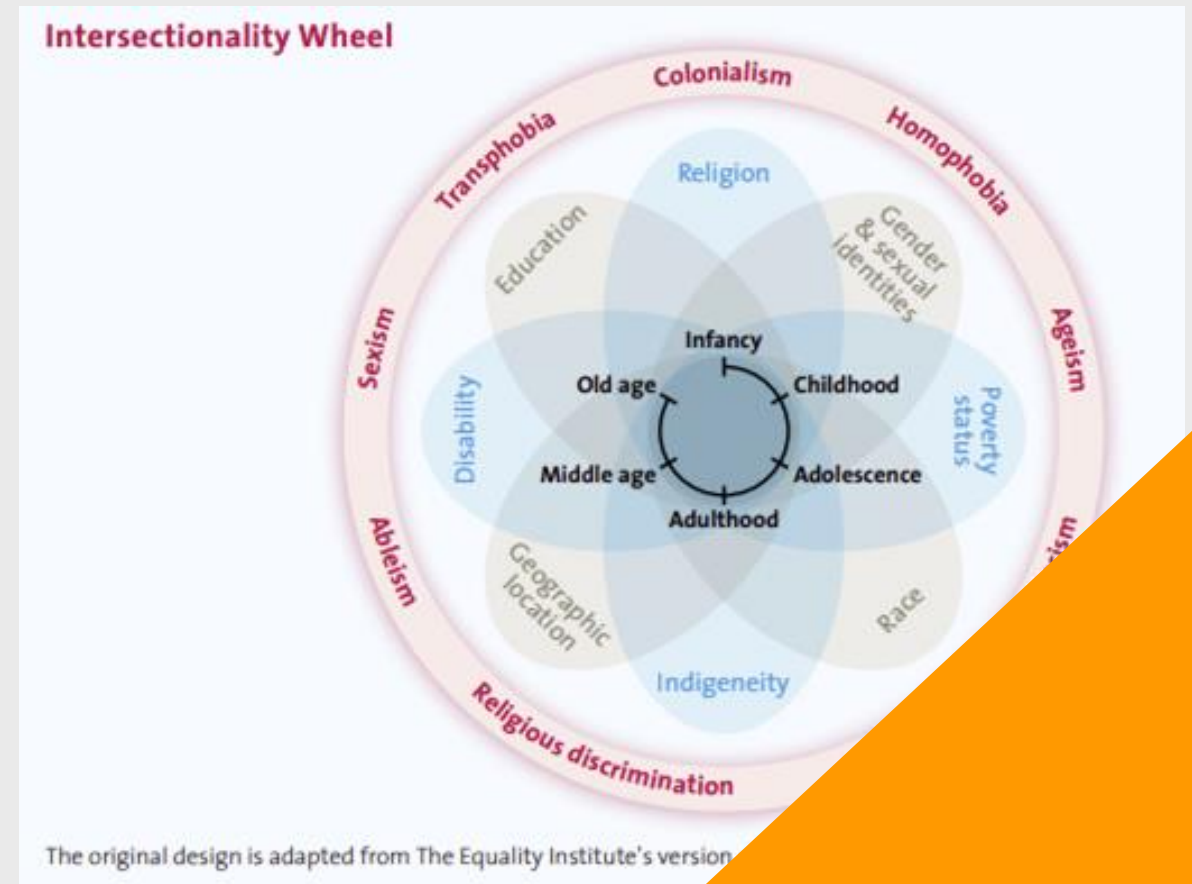 Intersectionality Wheel
Colonialism
Transphobia
Homophobia
Religion
Education
Gender
& sexual
identities
Sexism
Ageism
Infancy
Old age
Childhood
Disability
Poverty
status
Middle age
Adolescence
Adulthood
Ableism
Geographic
location
Race
Indigeneity
Religious discrimination
The original design is adapted from The Equality Institute's version